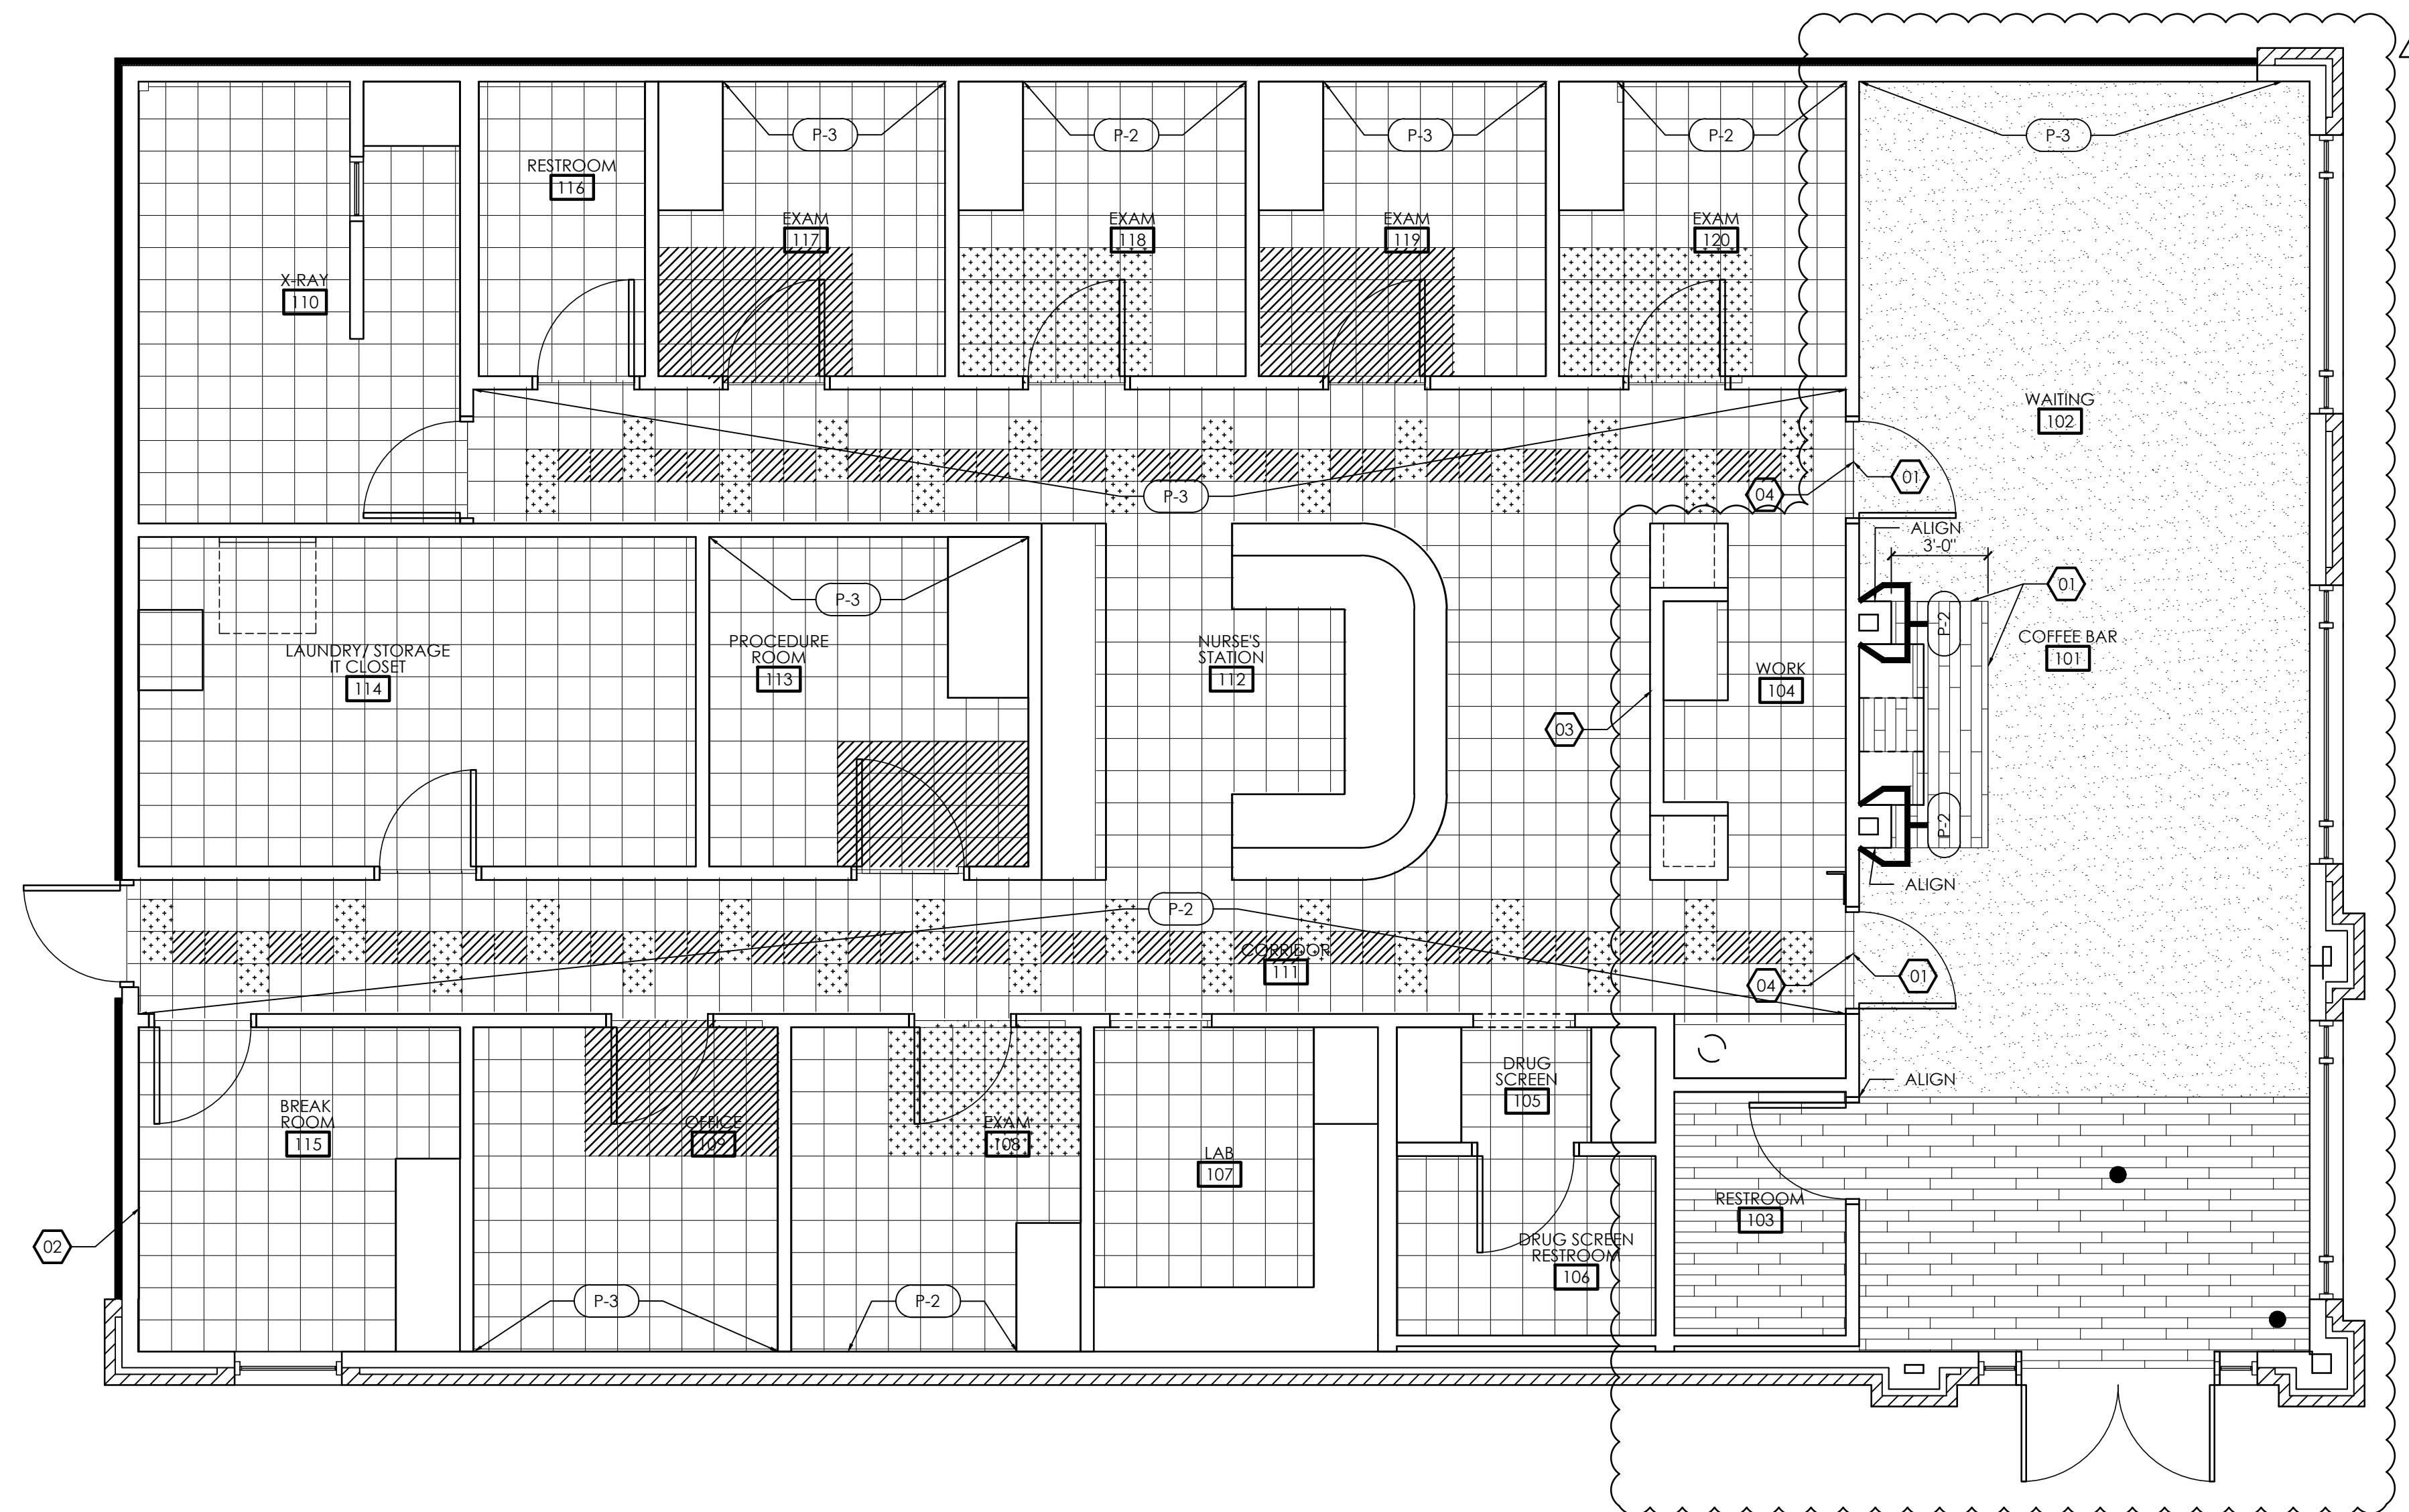 P-3
P-2
P-3
P-2
P-3
RESTROOM
116
EXAM
117
EXAM
118
EXAM
119
EXAM
120
X-RAY
110
WAITING
102
P-3
04
01
ALIGN
3'-0"
01
P-2
COFFEE BAR
101
P-3
PROCEDURE
ROOM
113
LAUNDRY/ STORAGE
IT CLOSET
114
NURSE'S
STATION
112
WORK
104
03
P-2
ALIGN
P-2
CORRIDOR
111
04
01
ALIGN
BREAK
ROOM
115
OFFICE
109
EXAM
108
LAB
107
DRUG
SCREEN
105
RESTROOM
103
DRUG SCREEN
RESTROOM
106
02
P-3
P-2